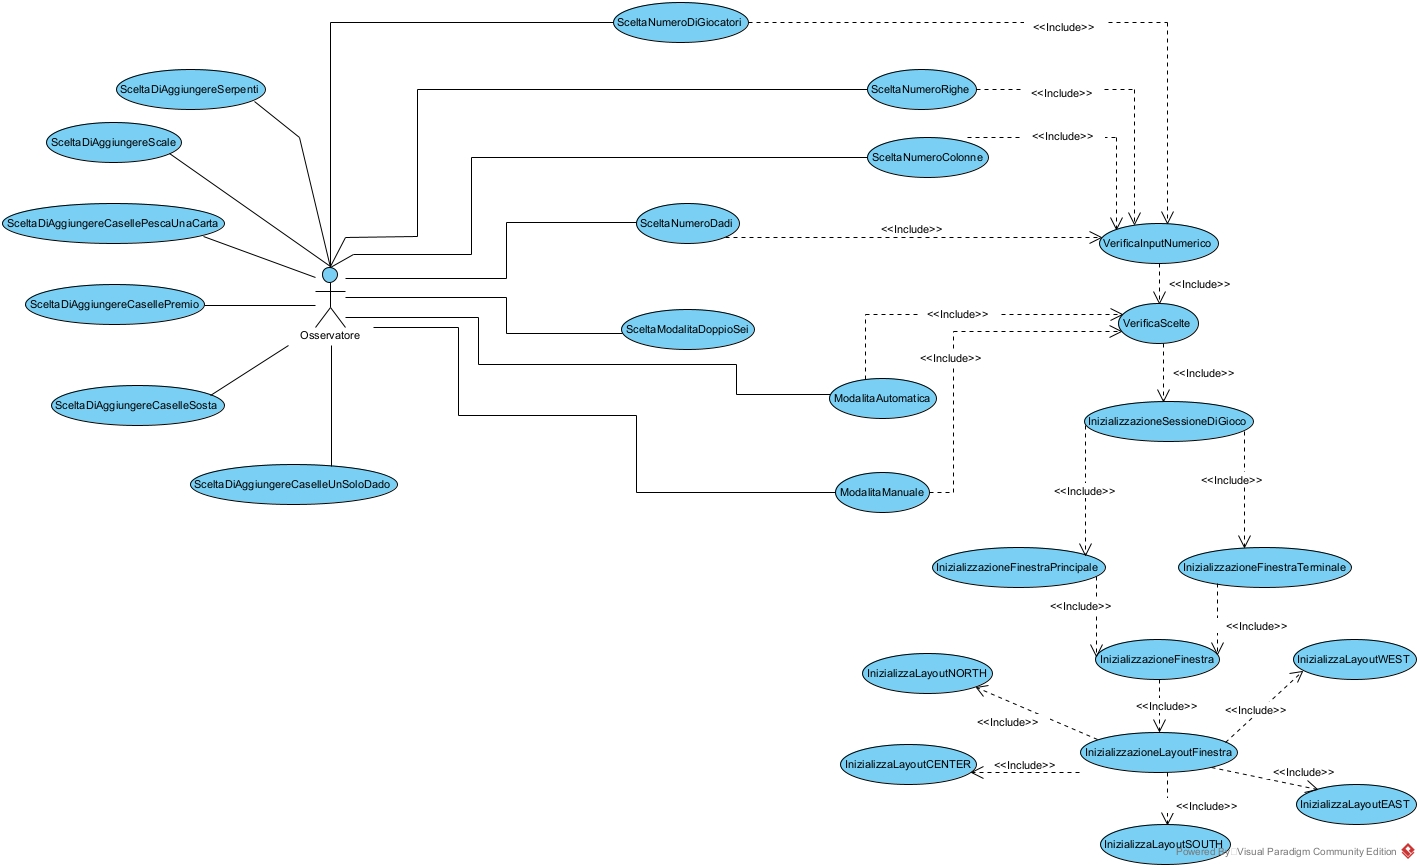 SceltaNumeroDiGiocatori
<<Include>>
SceltaDiAggiungereSerpenti
SceltaNumeroRighe
<<Include>>
SceltaDiAggiungereScale
SceltaNumeroColonne
<<Include>>
SceltaDiAggiungereCasellePescaUnaCarta
SceltaNumeroDadi
<<Include>>
VerificaInputNumerico
<<Include>>
SceltaDiAggiungereCasellePremio
Osservatore
SceltaModalitaDoppioSei
<<Include>>
VerificaScelte
<<Include>>
<<Include>>
SceltaDiAggiungereCaselleSosta
ModalitaAutomatica
InizializzazioneSessioneDiGioco
SceltaDiAggiungereCaselleUnSoloDado
ModalitaManuale
<<Include>>
<<Include>>
InizializzazioneFinestraPrincipale
InizializzazioneFinestraTerminale
<<Include>>
<<Include>>
InizializzazioneFinestra
InizializzaLayoutNORTH
InizializzaLayoutWEST
<<Include>>
<<Include>>
<<Include>>
InizializzazioneLayoutFinestra
InizializzaLayoutCENTER
<<Include>>
<<Include>>
InizializzaLayoutEAST
<<Include>>
InizializzaLayoutSOUTH
Powered By Visual Paradigm Community Edition